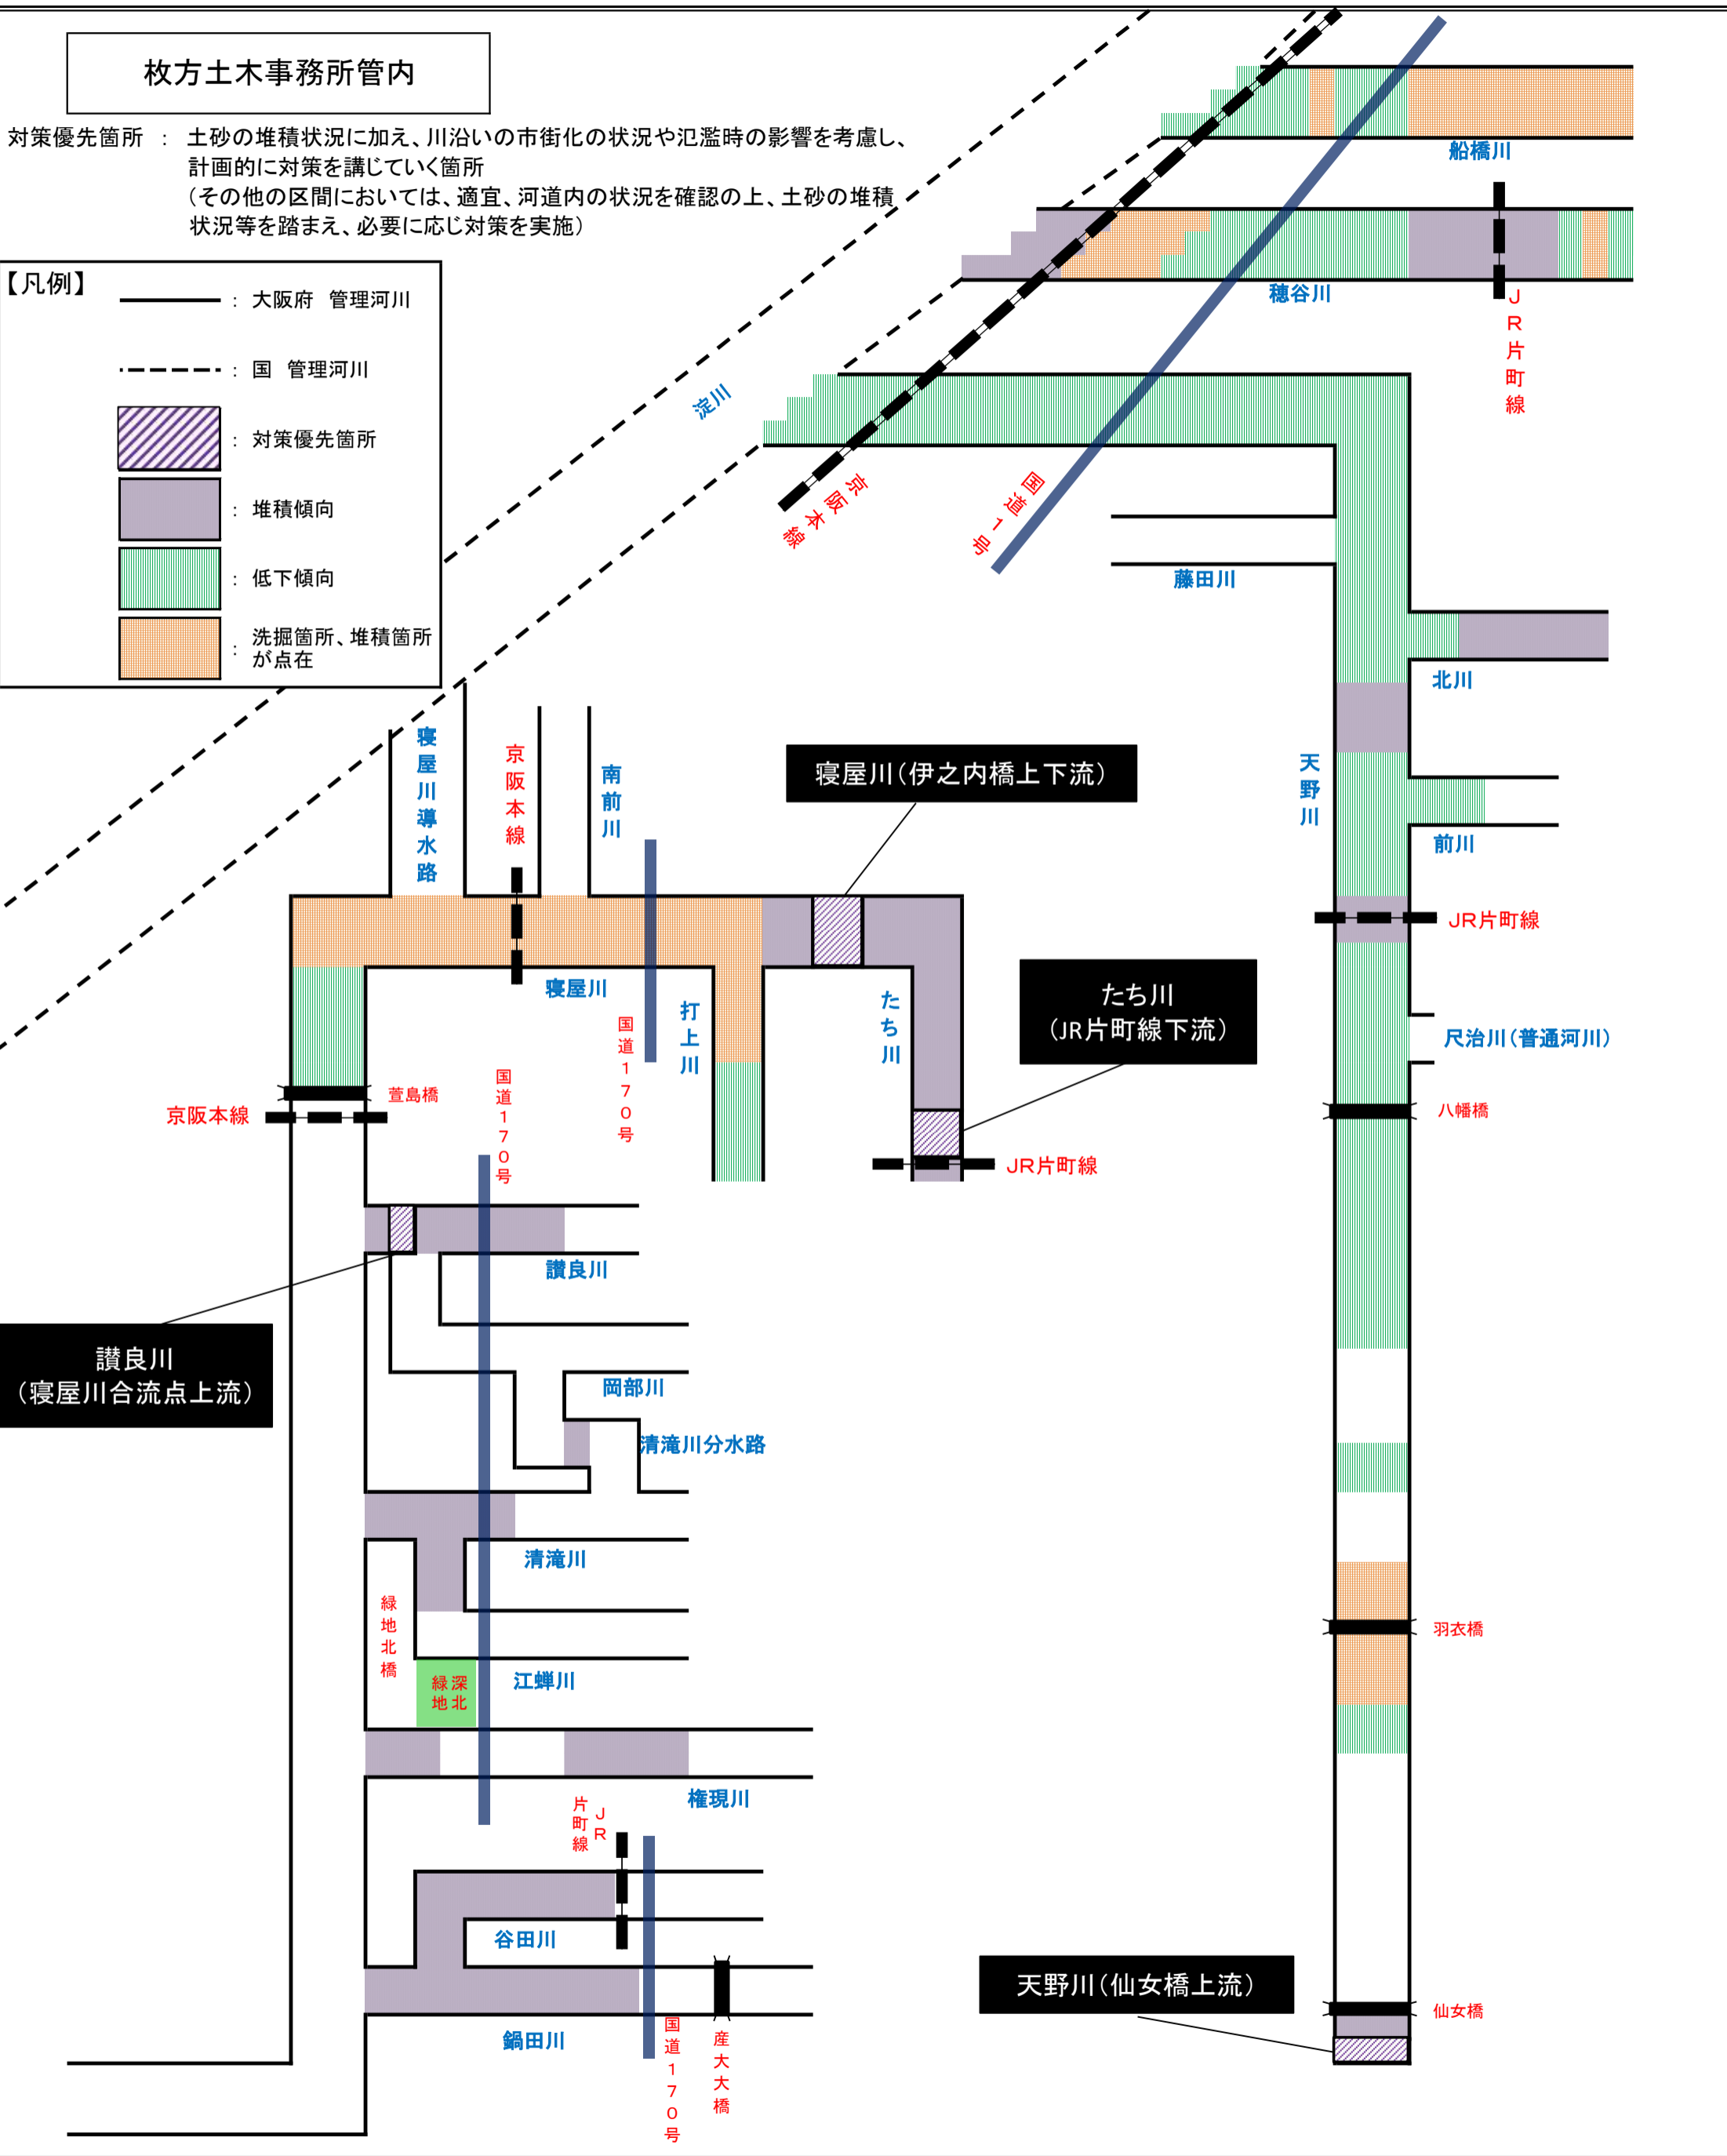 枚方土木事務所管内
対策優先箇所 : 土砂の堆積状況に加え、川沿いの市街化の状況や氾濫時の影響を考慮し、
計画的に対策を講じていく箇所
（その他の区間においては、適宜、河道内の状況を確認の上、土砂の堆積
状況等を踏まえ、必要に応じ対策を実施）
【凡例】
: 大阪府 管理河川
: 国 管理河川
: 対策優先箇所
: 堆積傾向
: 低下傾向
: 洗掘箇所、堆積箇所
が点在
船橋川
穂谷川
JR片町線
淀川
京阪本線
国道1号
藤田川
北川
天野川
前川
JR片町線
尺治川（普通河川）
八幡橋
羽衣橋
仙女橋
天野川（仙女橋上流）
寝屋川導水路
京阪本線
南前川
寝屋川（伊之内橋上下流）
寝屋川
国道170号
打上川
たち川
たち川
（JR片町線下流）
JR片町線
萱島橋
京阪本線
国道170号
讃良川
讃良川
（寝屋川合流点上流）
岡部川
清滝川分水路
清滝川
緑地北橋
深北
緑地
江蝉川
権現川
JR
片町線
谷田川
鍋田川
国道170号
産大大橋